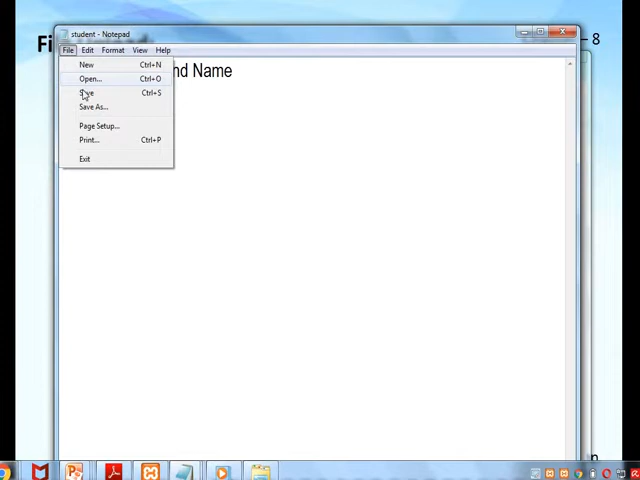 student - Notepad
– 8
File Edit Format View Help
nd Name
New Ctrl+N
Open... Ctrl+O
Save Ctrl+S
Save As...
Page Setup...
Print... Ctrl+P
Exit